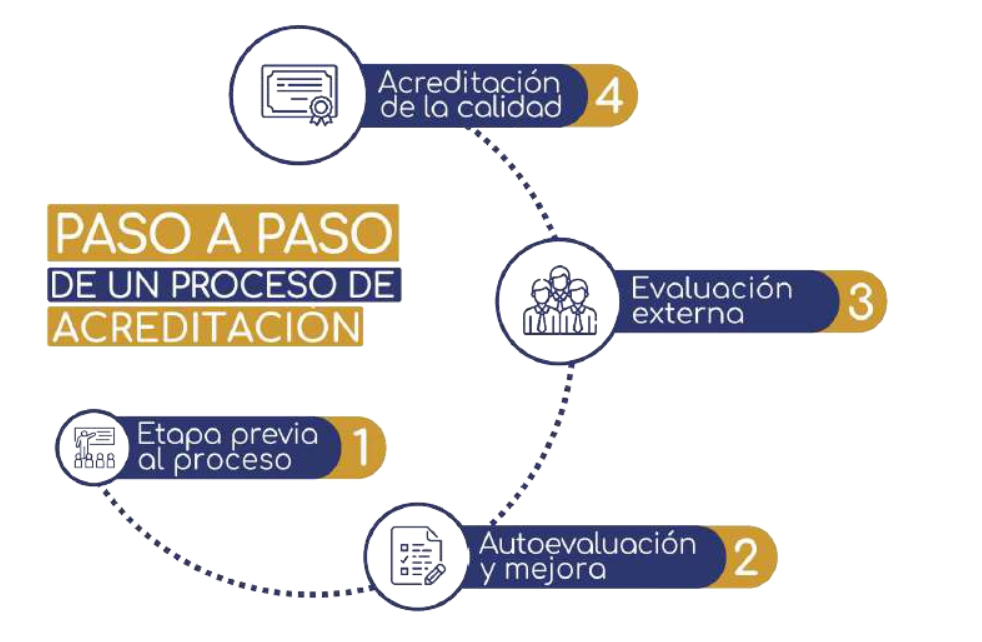 Acreditación
de la calidad
4
PASO A PASO
DE UN PROCESO DE
ACREDITACIÓN
Evaluación
externa
3
Etapa previa
al proceso
1
Autoevaluación
y mejora
2